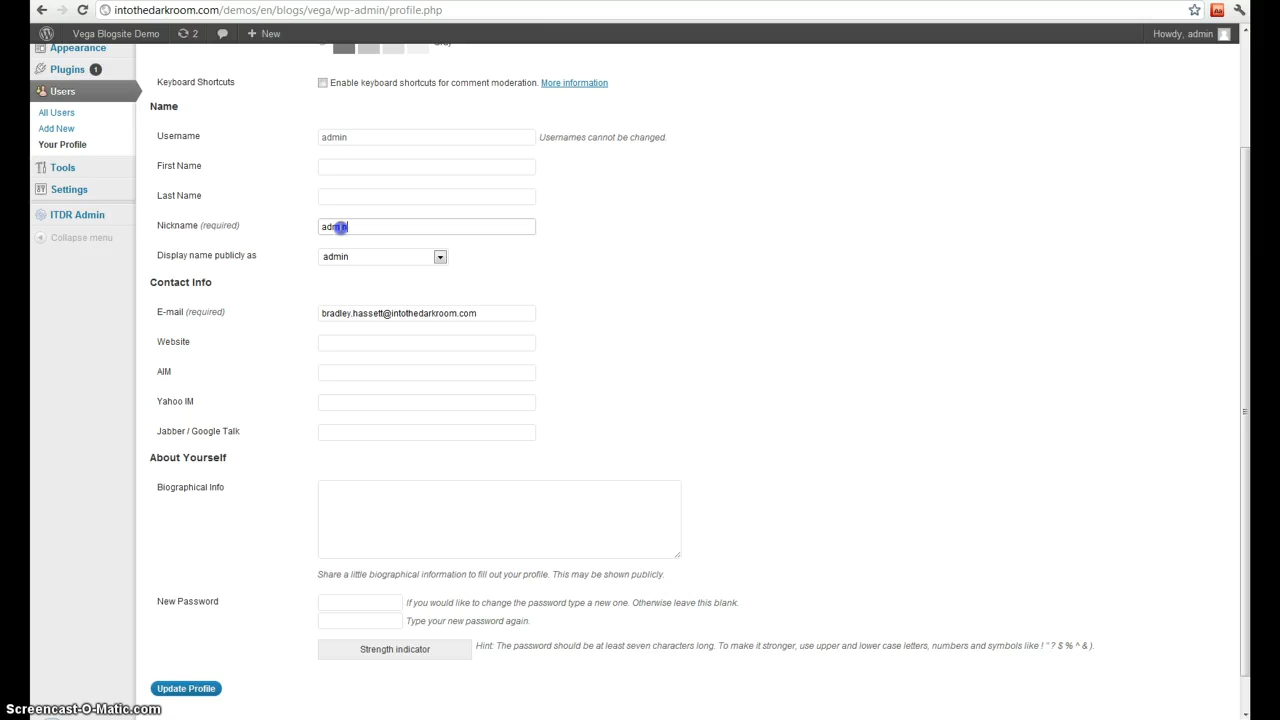 intothedarkroom.com/demos/en/blogs/vega/wp-admin/profile.php
Vega Blogsite Demo 2 + New Howdy, admin
Appearance
Plugins 1
Users
All Users
Add New
Your Profile
Tools
Settings
ITDR Admin
Collapse menu
Keyboard Shortcuts Enable keyboard shortcuts for comment moderation. More information
Name
Username admin Usernames cannot be changed.
First Name
Last Name
Nickname (required) admin
Display name publicly as admin
Contact Info
E-mail (required) bradley.hassett@intothedarkroom.com
Website
AIM
Yahoo IM
Jabber / Google Talk
About Yourself
Biographical Info
Share a little biographical information to fill out your profile. This may be shown publicly.
New Password If you would like to change the password type a new one. Otherwise leave this blank.
Type your new password again.
Strength indicator Hint: The password should be at least seven characters long. To make it stronger, use upper and lower case letters, numbers and symbols like ! " ? $ % ^ & ).
Update Profile
Screencast-O-Matic.com